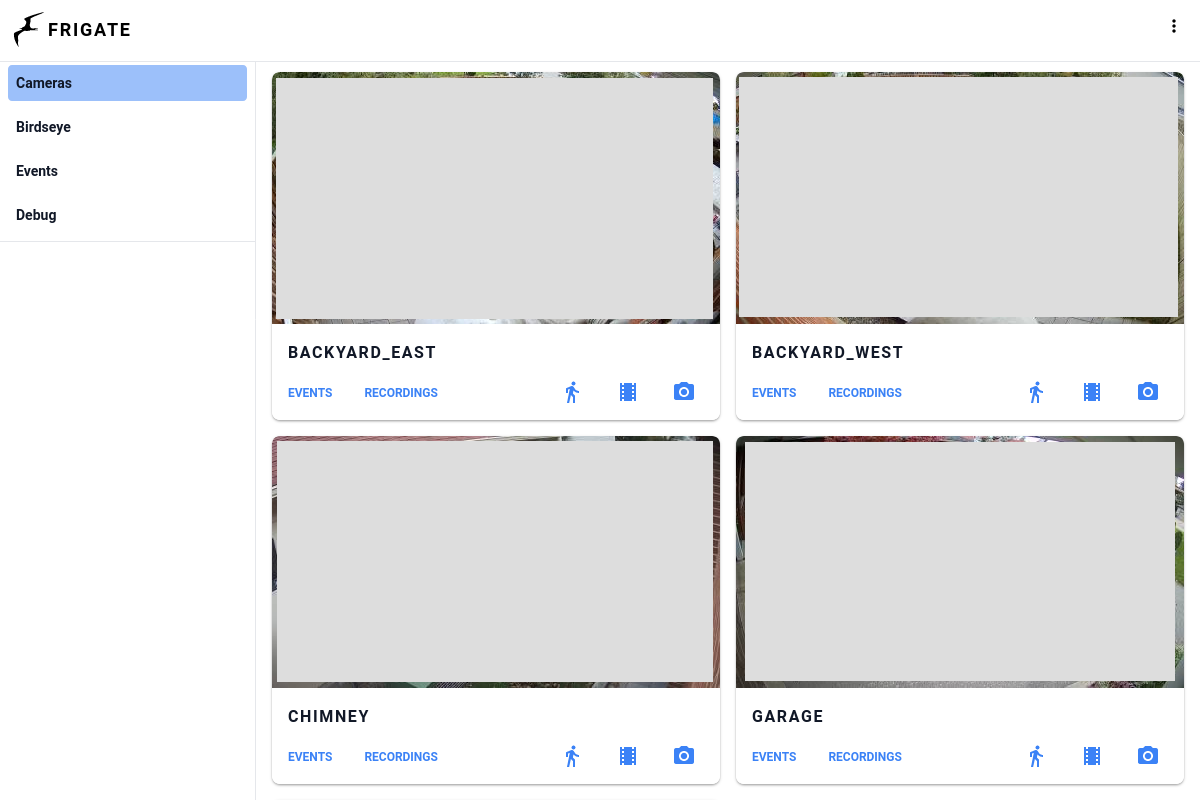 FRIGATE
Cameras
Birdseye
Events
Debug
BACKYARD_EAST
EVENTS RECORDINGS
BACKYARD_WEST
EVENTS RECORDINGS
CHIMNEY
EVENTS RECORDINGS
GARAGE
EVENTS RECORDINGS